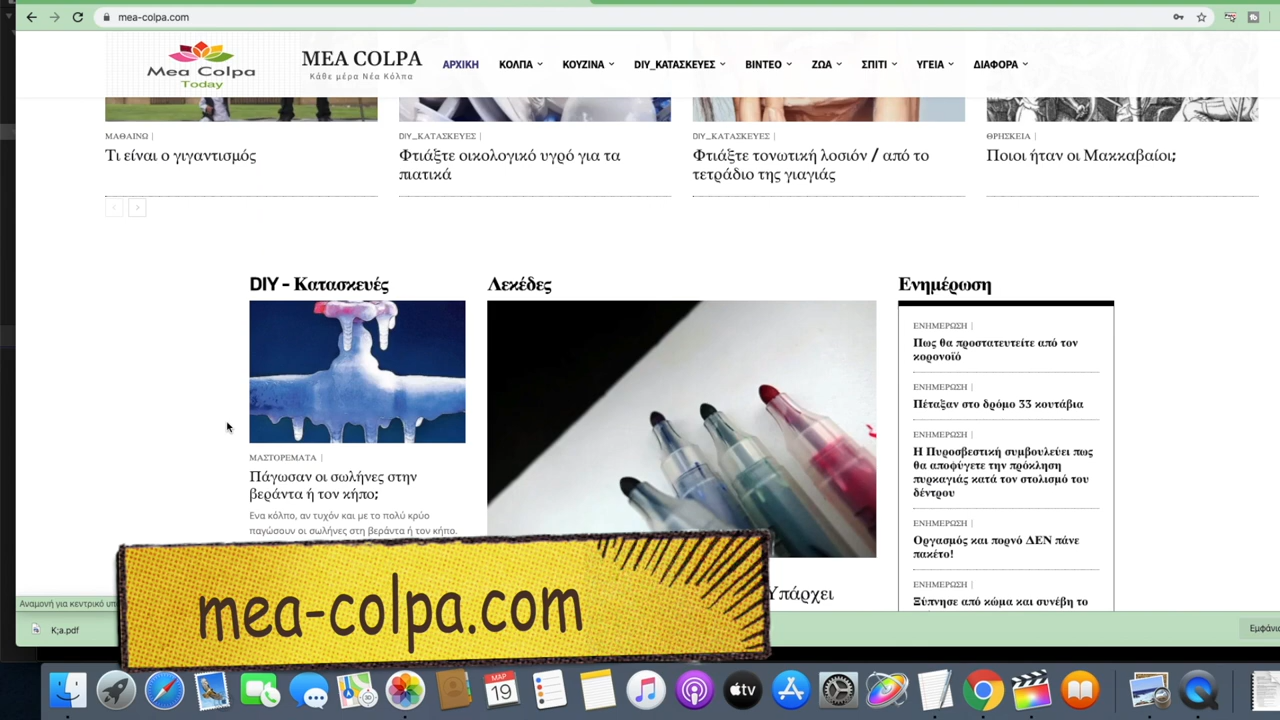 mea-colpa.com
Mea Colpa
Today
MEA COLPA
Κάθε μέρα Νέα Κόλπα
ΑΡΧΙΚΗ ΚΟΛΠΑ ΚΟΥΖΙΝΑ DIY_ΚΑΤΑΣΚΕΥΕΣ ΒΙΝΤΕΟ ΖΩΑ ΣΠΙΤΙ ΥΓΕΙΑ ΔΙΑΦΟΡΑ
ΜΑΘΑΙΝΩ |
Τι είναι ο γιγαντισμός
DIY_ΚΑΤΑΣΚΕΥΕΣ |
Φτιάξτε οικολογικό υγρό για τα
πιατικά
DIY_ΚΑΤΑΣΚΕΥΕΣ |
Φτιάξτε τονωτική λοσιόν / από το
τετράδιο της γιαγιάς
ΘΡΗΣΚΕΙΑ |
Ποιοι ήταν οι Μακκαβαίοι;
DIY – Κατασκευές
ΜΑΣΤΟΡΕΜΑΤΑ |
Πάγωσαν οι σωλήνες στην
βεράντα ή τον κήπο;
Ενα κόλπο, αν τυχόν και με το πολύ κρύο
παγώσουν οι σωλήνες στη βεράντα ή τον κήπο.
Λεκέδες
Υπάρχει
Ενημέρωση
ΕΝΗΜΕΡΩΣΗ |
Πως θα προστατευτείτε από τον
κορονοϊό
ΕΝΗΜΕΡΩΣΗ |
Πέταξαν στο δρόμο 33 κουτάβια
ΕΝΗΜΕΡΩΣΗ |
Η Πυροσβεστική συμβουλεύει πως
θα αποφύγετε την πρόκληση
πυρκαγιάς κατά τον στολισμό του
δέντρου
ΕΝΗΜΕΡΩΣΗ |
Οργασμός και πορνό ΔΕΝ πάνε
πακέτο!
ΕΝΗΜΕΡΩΣΗ |
Ξύπνησε από κώμα και συνέβη το
mea-colpa.com
Αναμονή για κεντρικό
K;a.pdf
ΜΑΡ
19
tv